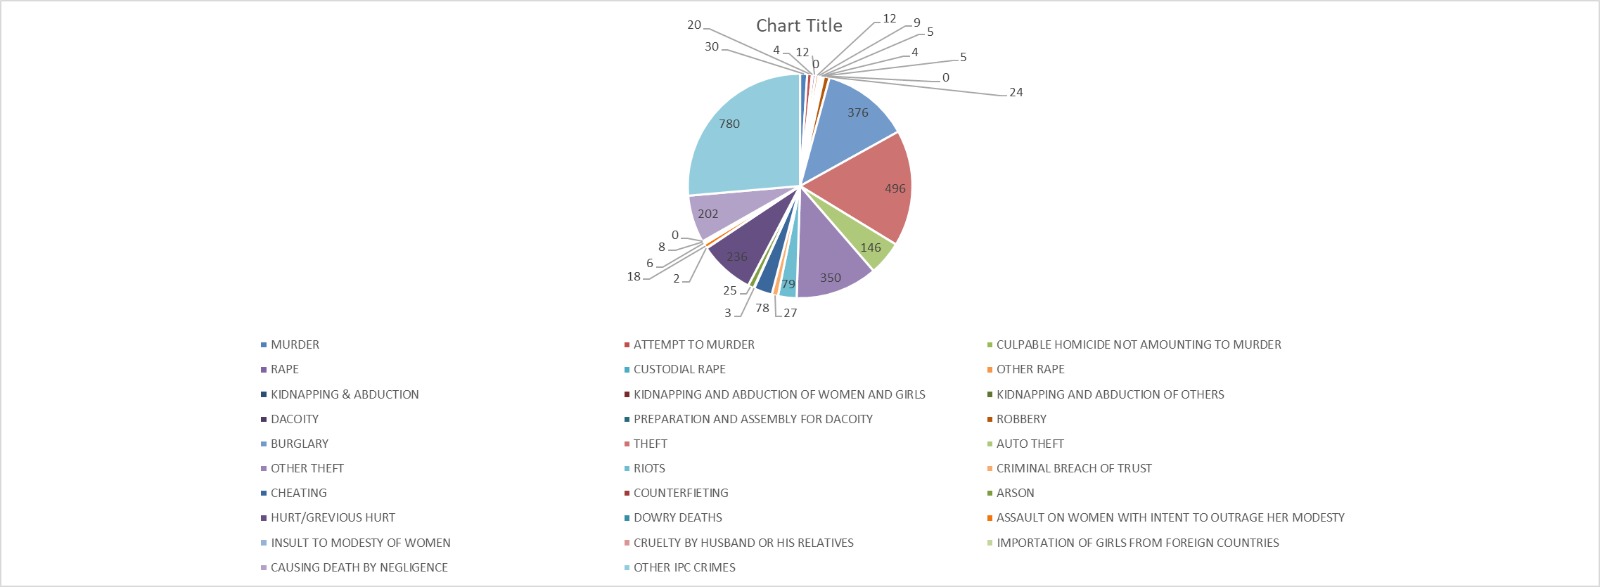 Chart Title
20
30
4
12
0
12
9
5
4
5
0
24
376
496
146
350
79
27
78
3
25
236
2
18
6
8
0
202
780
MURDER
ATTEMPT TO MURDER
CULPABLE HOMICIDE NOT AMOUNTING TO MURDER
RAPE
CUSTODIAL RAPE
OTHER RAPE
KIDNAPPING & ABDUCTION
KIDNAPPING AND ABDUCTION OF WOMEN AND GIRLS
KIDNAPPING AND ABDUCTION OF OTHERS
DACOITY
PREPARATION AND ASSEMBLY FOR DACOITY
ROBBERY
BURGLARY
THEFT
AUTO THEFT
OTHER THEFT
RIOTS
CRIMINAL BREACH OF TRUST
CHEATING
COUNTERFIETING
ARSON
HURT/GREVIOUS HURT
DOWRY DEATHS
ASSAULT ON WOMEN WITH INTENT TO OUTRAGE HER MODESTY
INSULT TO MODESTY OF WOMEN
CRUELTY BY HUSBAND OR HIS RELATIVES
IMPORTATION OF GIRLS FROM FOREIGN COUNTRIES
CAUSING DEATH BY NEGLIGENCE
OTHER IPC CRIMES